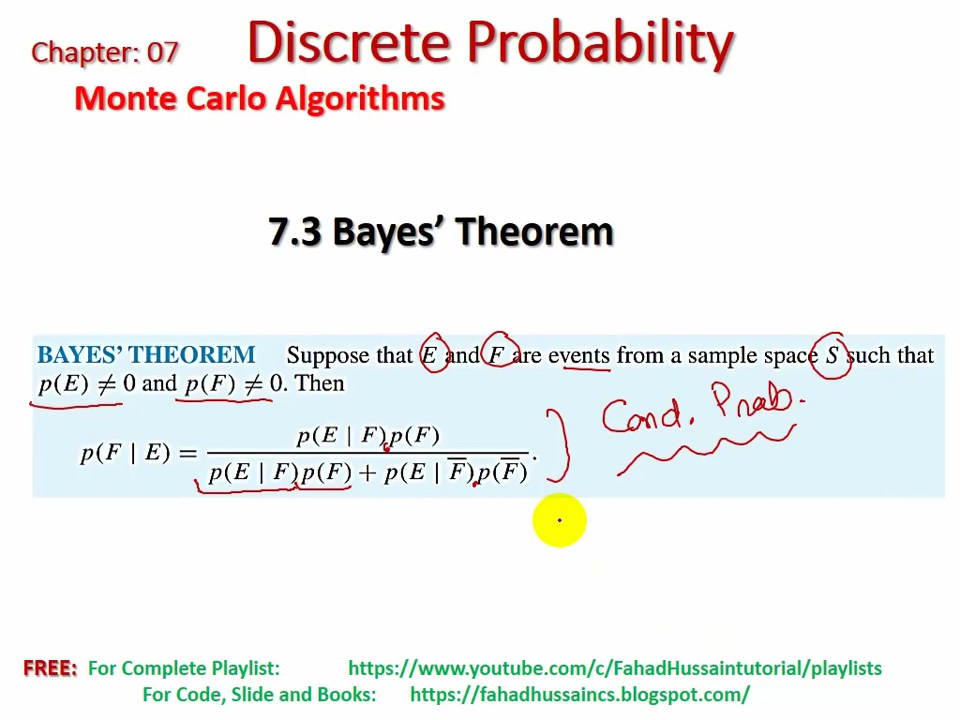 Chapter: 07 Discrete Probability
Monte Carlo Algorithms
7.3 Bayes’ Theorem
BAYES’ THEOREM Suppose that E and F are events from a sample space S such that
p(E) ≠ 0 and p(F) ≠ 0. Then
Cond. Prob.
p(F | E) = p(E | F)p(F) / p(E | F)p(F) + p(E | F̅)p(F̅).
FREE: For Complete Playlist: https://www.youtube.com/c/FahadHussaintutorial/playlists
For Code, Slide and Books: https://fahadhussaincs.blogspot.com/